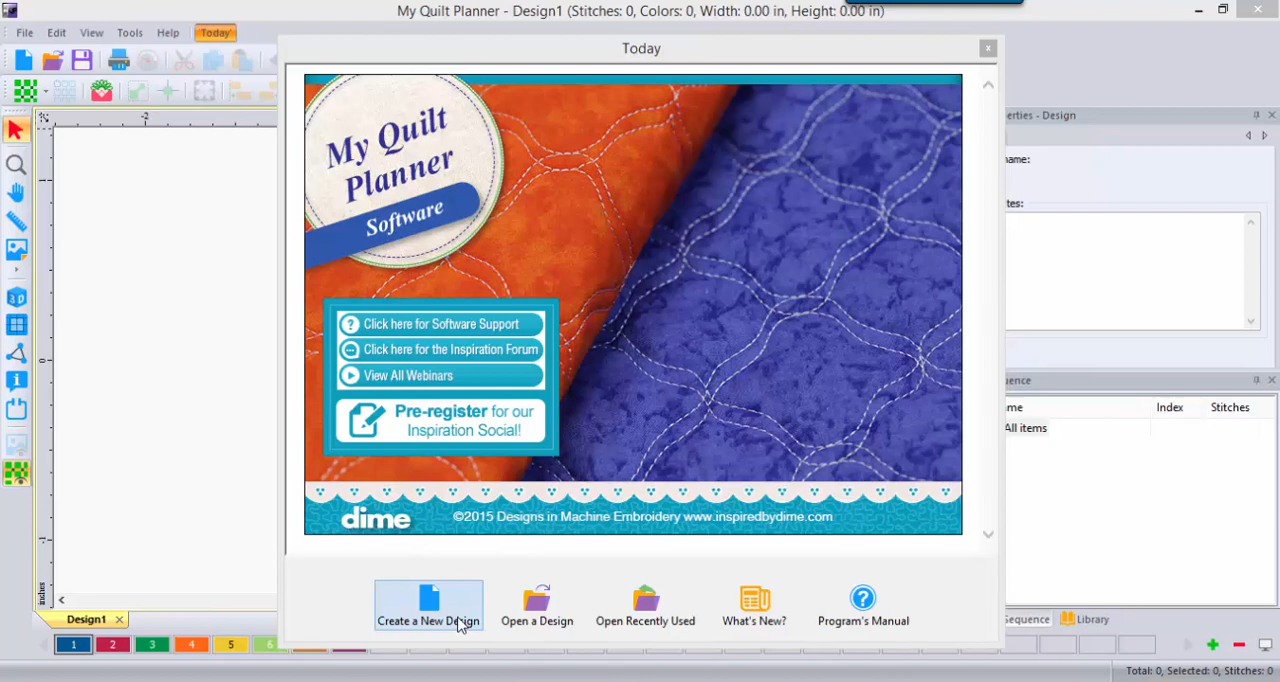 My Quilt Planner - Design1 (Stitches: 0, Colors: 0, Width: 0.00 in, Height: 0.00 in)
File Edit View Tools Help Today
Today
-2
erties - Design
name:
tes:
My Quilt
Planner
Software
Click here for Software Support
Click here for the Inspiration Forum
View All Webinars
Pre-register for our
Inspiration Social!
dime
©2015 Designs in Machine Embroidery www.inspiredbydime.com
3D
0
inches
uence
me Index Stitches
All items
Create a New Design Open a Design Open Recently Used What's New? Program's Manual
Design1
Sequence Library
1 2 3 4 5 6
Total: 0, Selected: 0, Stitches: 0